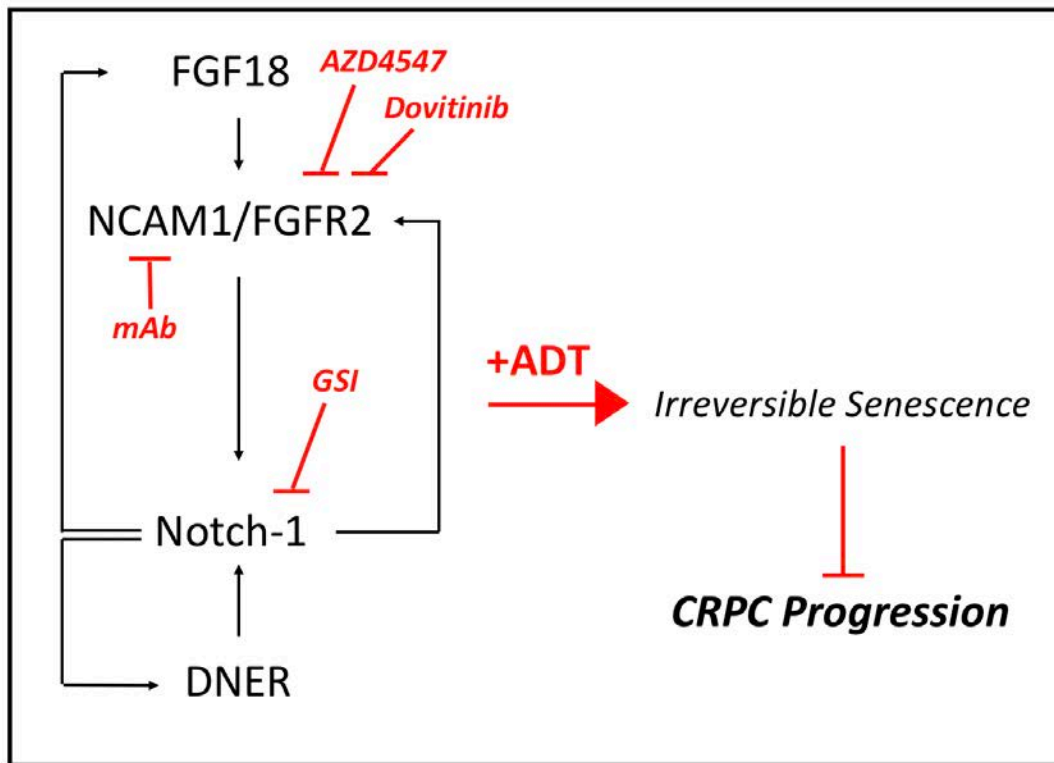 FGF18
AZD4547
Dovitinib
NCAM1/FGFR2
mAb
GSI
+ADT
Irreversible Senescence
Notch-1
CRPC Progression
DNER